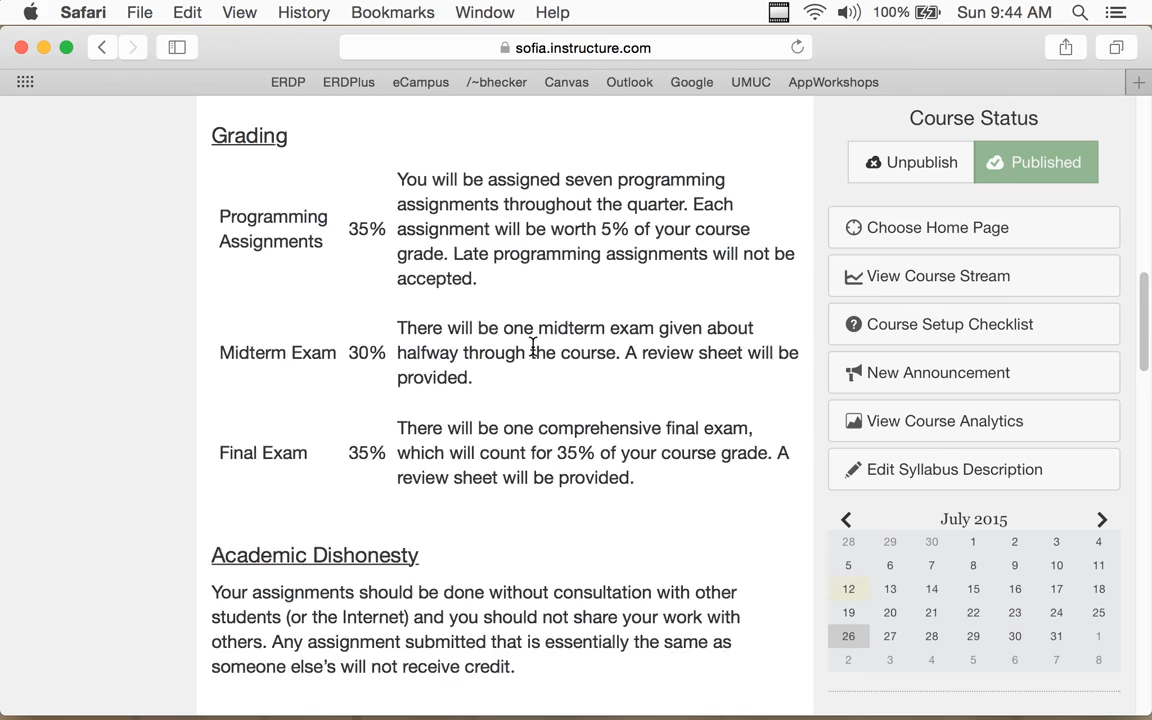 Safari File Edit View History Bookmarks Window Help 100% Sun 9:44 AM
sofia.instructure.com
ERDP ERDPlus eCampus /~bhecker Canvas Outlook Google UMUC AppWorkshops
Grading
Programming
Assignments
35%
You will be assigned seven programming
assignments throughout the quarter. Each
assignment will be worth 5% of your course
grade. Late programming assignments will not be
accepted.
Midterm Exam
30%
There will be one midterm exam given about
halfway through the course. A review sheet will be
provided.
Final Exam
35%
There will be one comprehensive final exam,
which will count for 35% of your course grade. A
review sheet will be provided.
Academic Dishonesty
Your assignments should be done without consultation with other
students (or the Internet) and you should not share your work with
others. Any assignment submitted that is essentially the same as
someone else’s will not receive credit.
Course Status
Unpublish Published
Choose Home Page
View Course Stream
Course Setup Checklist
New Announcement
View Course Analytics
Edit Syllabus Description
July 2015
28 29 30 1 2 3 4
5 6 7 8 9 10 11
12 13 14 15 16 17 18
19 20 21 22 23 24 25
26 27 28 29 30 31 1
2 3 4 5 6 7 8